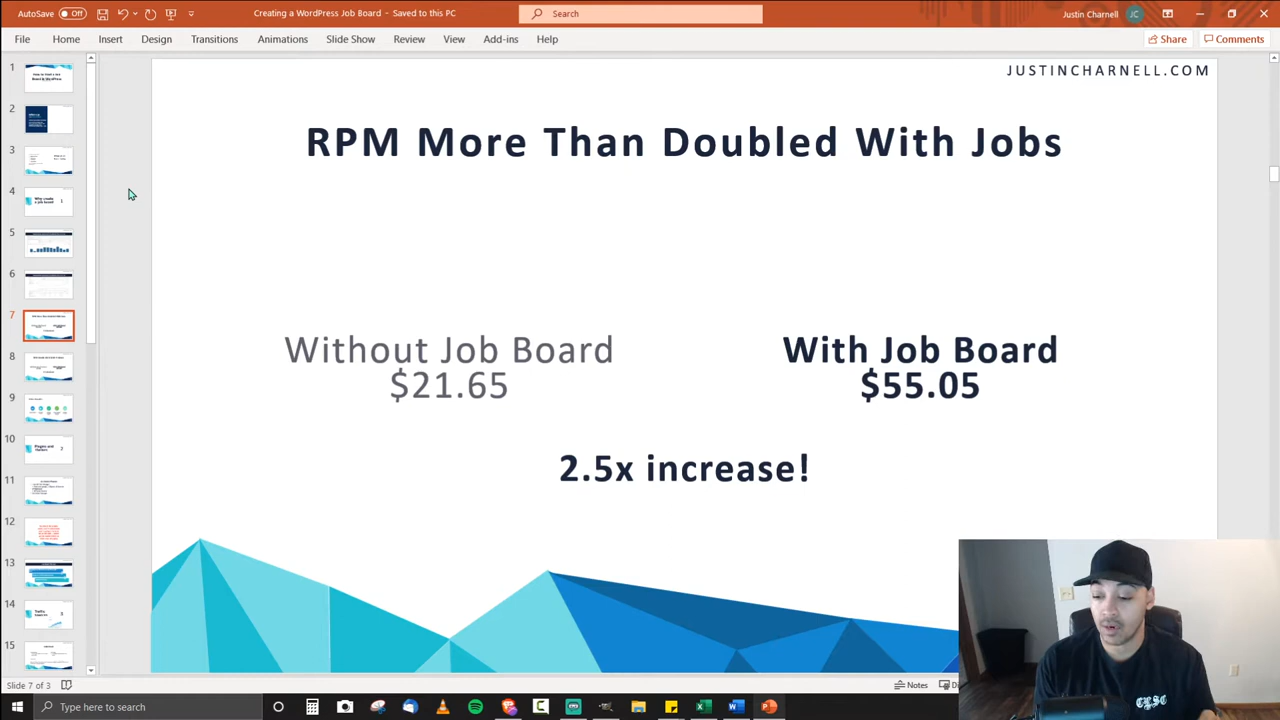 AutoSave Off
Creating a WordPress Job Board - Saved to this PC
Search
Justin Charnell JC
File Home Insert Design Transitions Animations Slide Show Review View Add-ins Help
Share Comments
JUSTINCHARNELL.COM
RPM More Than Doubled With Jobs
Without Job Board
$21.65
With Job Board
$55.05
2.5x increase!
1
2
3
4
5
6
7
8
9
10
11
12
13
14
15
Slide 7 of 3
Notes
Type here to search